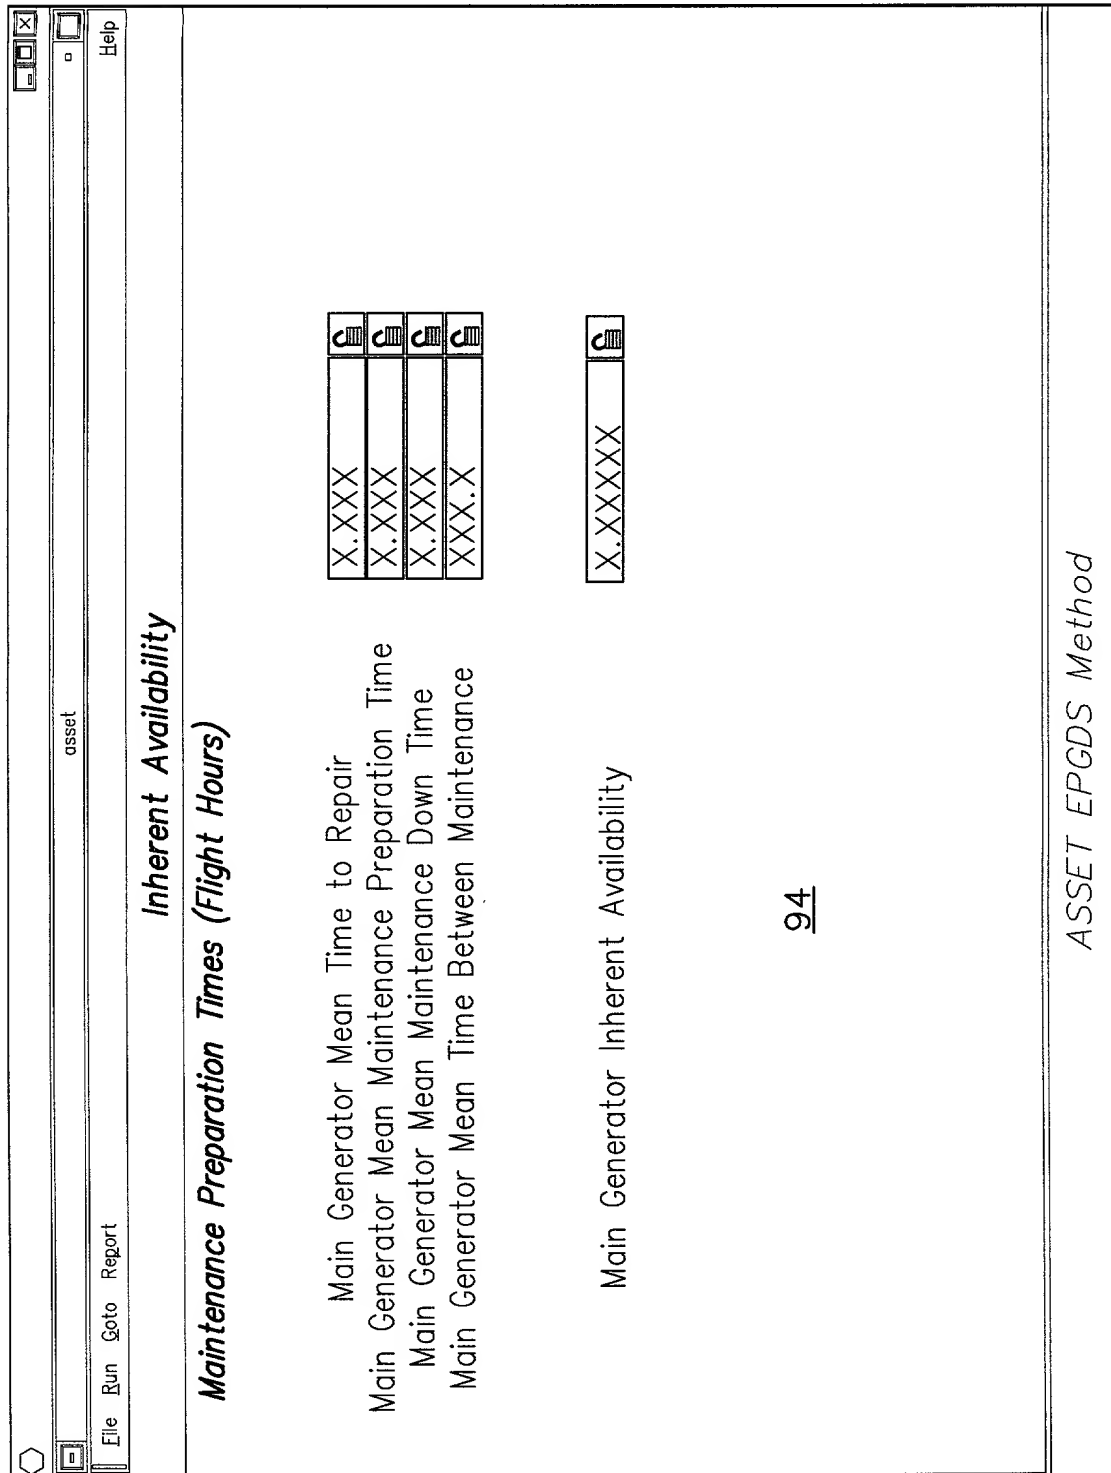 asset
File Run Goto Report Help
Inherent Availability
Maintenance Preparation Times (Flight Hours)
Main Generator Mean Time to Repair X.XXX
Main Generator Mean Maintenance Preparation Time X.XXX
Main Generator Mean Maintenance Down Time X.XXX
Main Generator Mean Time Between Maintenance XXX.X
Main Generator Inherent Availability X.XXXXX
94
ASSET EPGDS Method